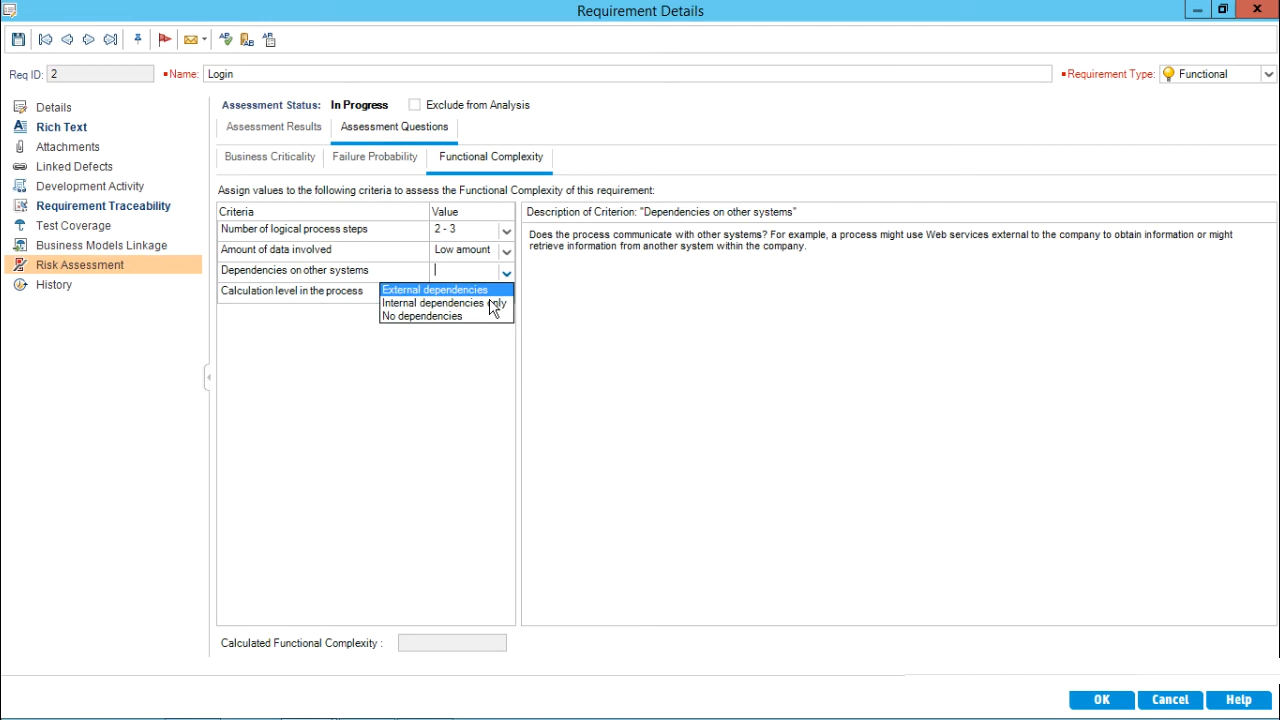 Requirement Details
Req ID: 2 Name: Login Requirement Type: Functional
Details
Rich Text
Attachments
Linked Defects
Development Activity
Requirement Traceability
Test Coverage
Business Models Linkage
Risk Assessment
History
Assessment Status: In Progress Exclude from Analysis
Assessment Results Assessment Questions
Business Criticality Failure Probability Functional Complexity
Assign values to the following criteria to assess the Functional Complexity of this requirement:
Criteria Value
Number of logical process steps 2 - 3
Amount of data involved Low amount
Dependencies on other systems
Calculation level in the process
External dependencies
Internal dependencies only
No dependencies
Description of Criterion: "Dependencies on other systems"
Does the process communicate with other systems? For example, a process might use Web services external to the company to obtain information or might
retrieve information from another system within the company.
Calculated Functional Complexity :
OK Cancel Help